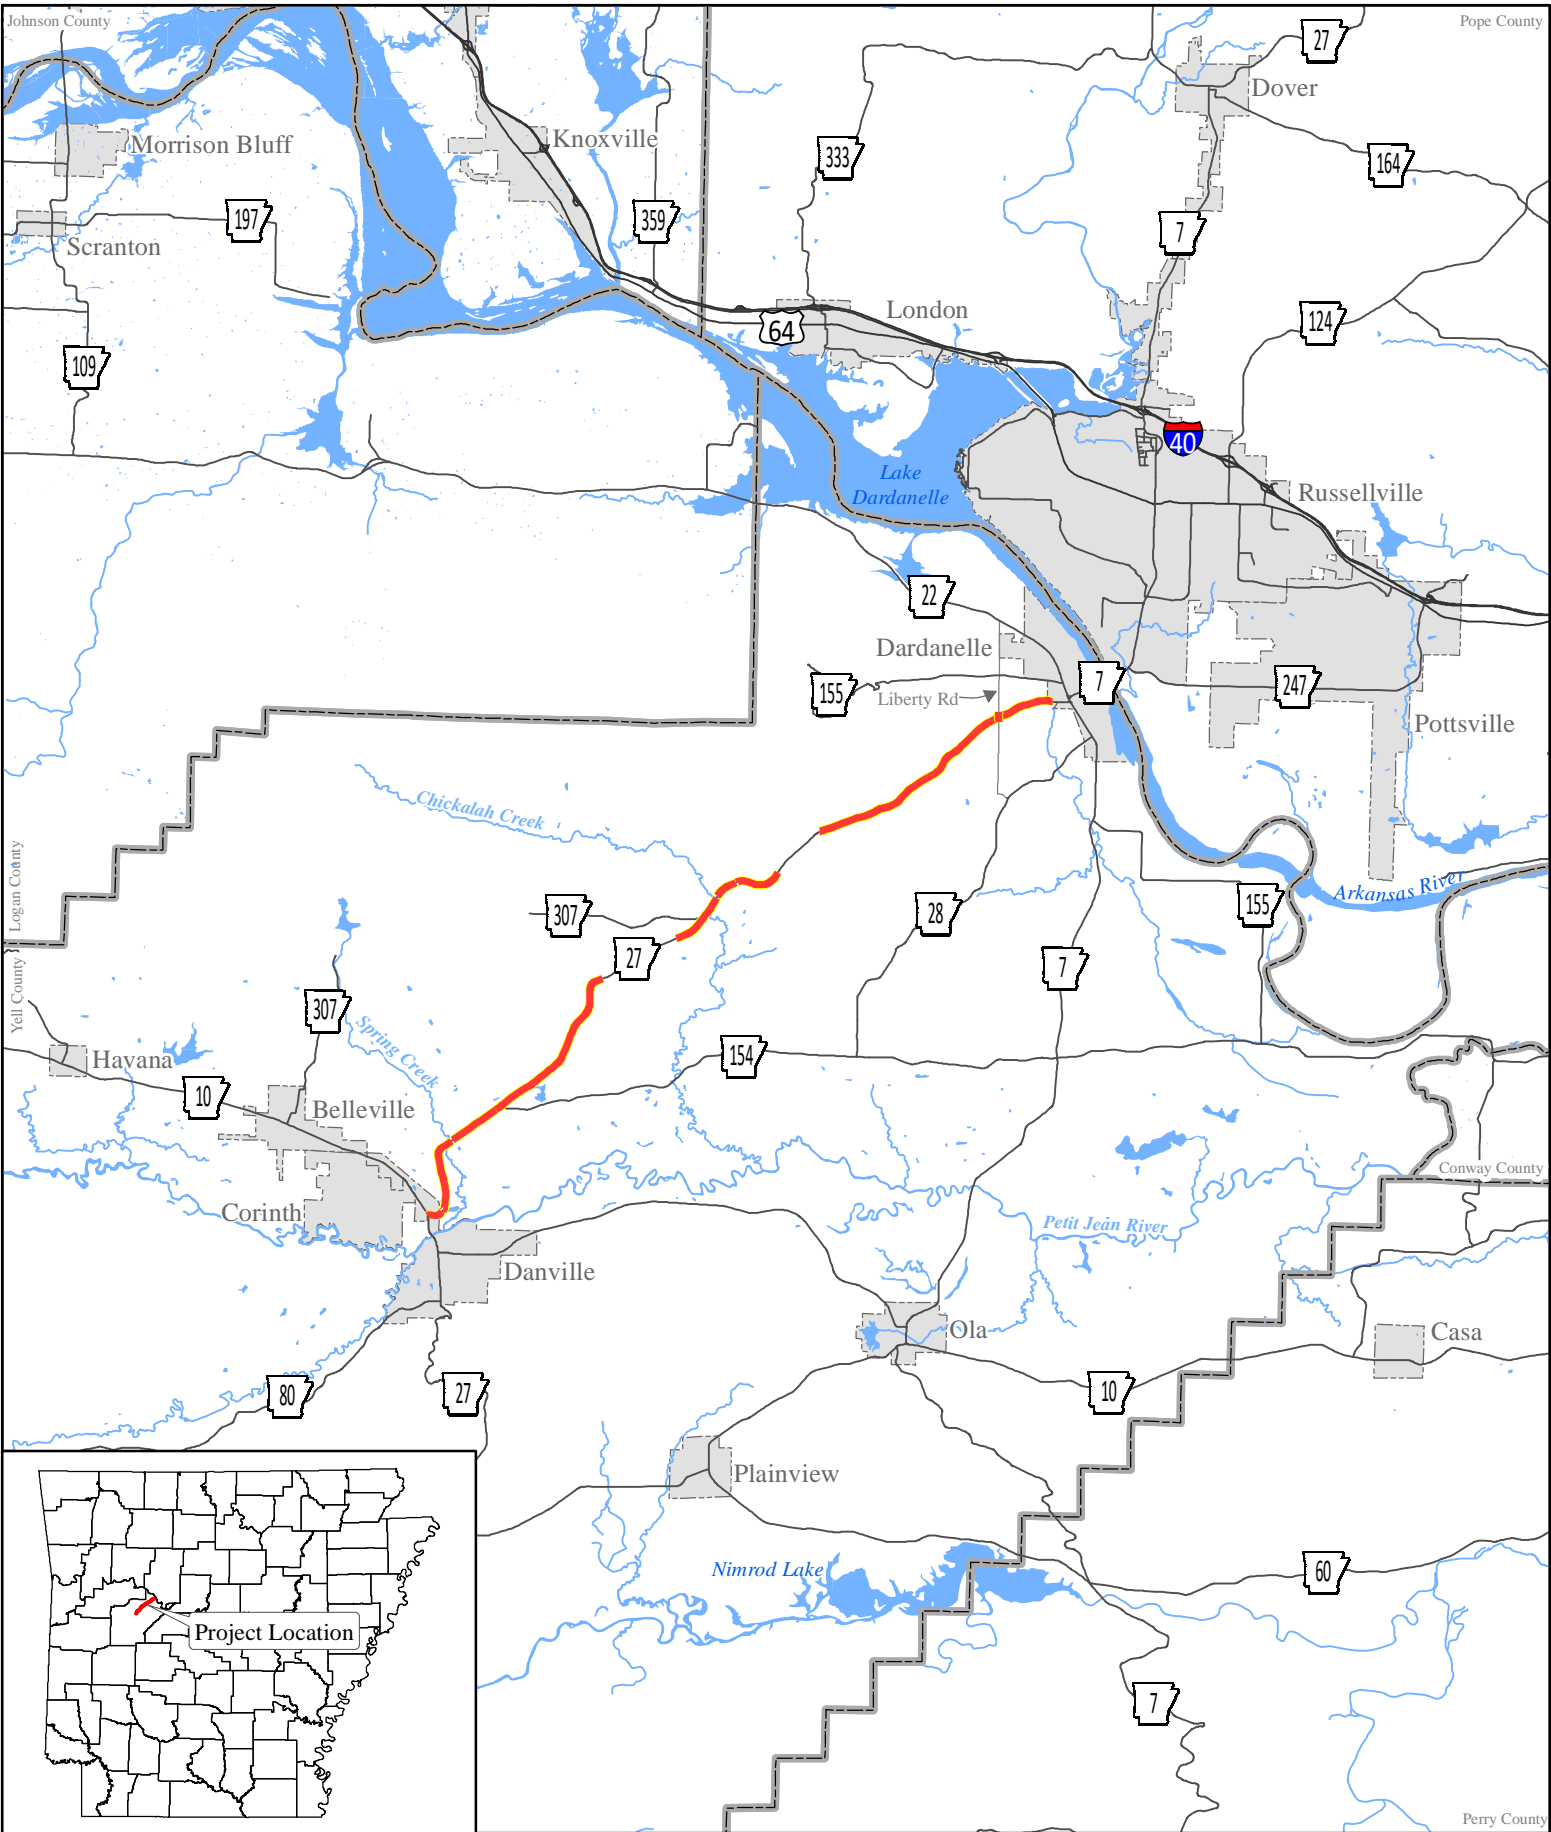 Johnson County
Pope County
27
Dover
Morrison Bluff
Knoxville
333
164
197
359
7
Scranton
London
64
124
109
40
Lake
Dardanelle
Russellville
22
Dardanelle
155
Liberty Rd
7
247
Pottsville
Chickalah Creek
Logan County
Yell County
Arkansas River
307
28
155
27
7
307
Spring Creek
Havana
154
10
Belleville
Conway County
Corinth
Petit Jean River
Danville
Ola
Casa
80
27
10
Plainview
Nimrod Lake
60
Project Location
7
Perry County